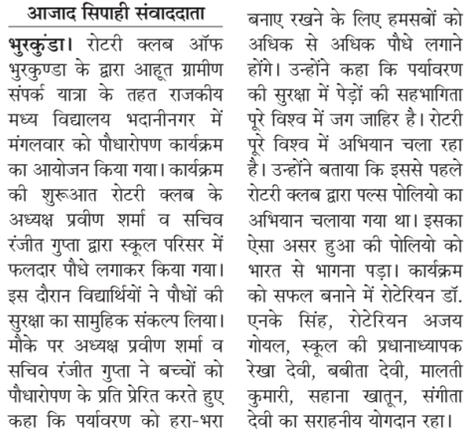 आजाद सिपाही संवाददाता
भुरकुंडा। रोटरी क्लब ऑफ
भुरकुण्डा के द्वारा आहूत ग्रामीण
संपर्क यात्रा के तहत राजकीय
मध्य विद्यालय भदानीनगर में
मंगलवार को पौधारोपण कार्यक्रम
का आयोजन किया गया। कार्यक्रम
की शुरूआत रोटरी क्लब के
अध्यक्ष प्रवीण शर्मा व सचिव
रंजीत गुप्ता द्वारा स्कूल परिसर में
फलदार पौधे लगाकर किया गया।
इस दौरान विद्यार्थियों ने पौधों की
सुरक्षा का सामुहिक संकल्प लिया।
मौके पर अध्यक्ष प्रवीण शर्मा व
सचिव रंजीत गुप्ता ने बच्चों को
पौधारोपण के प्रति प्रेरित करते हुए
कहा कि पर्यावरण को हरा-भरा
बनाए रखने के लिए हमसबों को
अधिक से अधिक पौधे लगाने
होंगे। उन्होंने कहा कि पर्यावरण
की सुरक्षा में पेड़ों की सहभागिता
पूरे विश्व में जग जाहिर है। रोटरी
पूरे विश्व में अभियान चला रहा
है। उन्होंने बताया कि इससे पहले
रोटरी क्लब द्वारा पल्स पोलियो का
अभियान चलाया गया था। इसका
ऐसा असर हुआ की पोलियो को
भारत से भागना पड़ा। कार्यक्रम
को सफल बनाने में रोटेरियन डॉ.
एनके सिंह, रोटेरियन अजय
गोयल, स्कूल की प्रधानाध्यापक
रेखा देवी, बबीता देवी, मालती
कुमारी, सहाना खातून, संगीता
देवी का सराहनीय योगदान रहा।